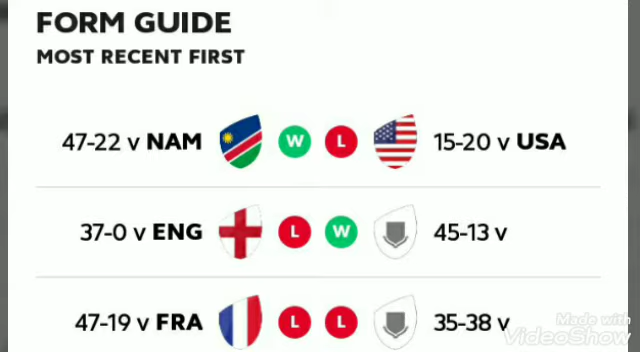 FORM GUIDE
MOST RECENT FIRST
47-22 v NAM W L 15-20 v USA
37-0 v ENG L W 45-13 v
47-19 v FRA L L 35-38 v
Made with
VideoShow